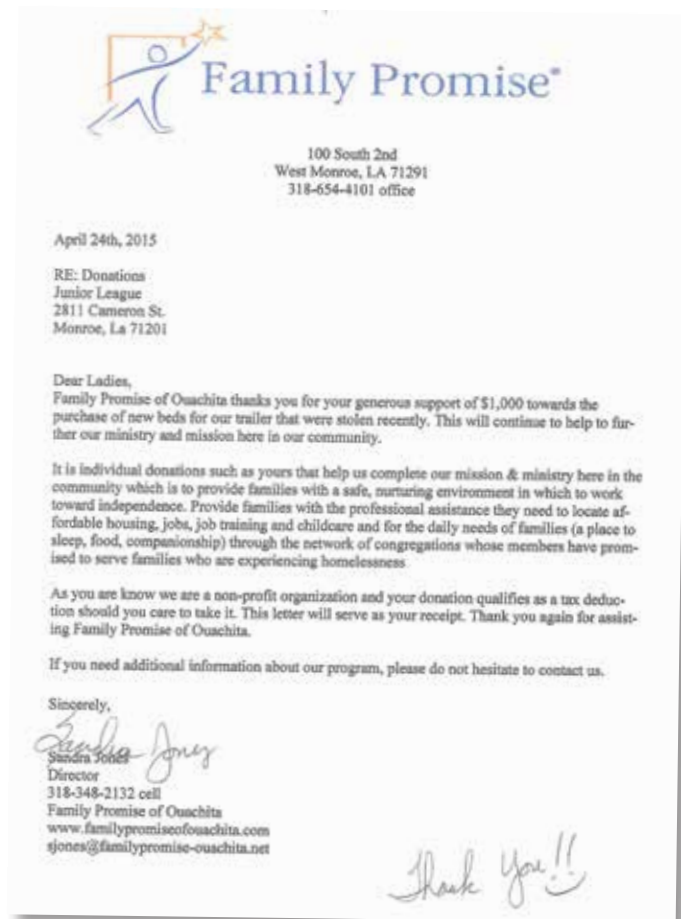 Family Promise®
100 South 2nd
West Monroe, LA 71291
318-654-4101 office
April 24th, 2015
RE: Donations
Junior League
2811 Cameron St.
Monroe, La 71201
Dear Ladies,
Family Promise of Ouachita thanks you for your generous support of $1,000 towards the
purchase of new beds for our trailer that were stolen recently. This will continue to help to fur-
ther our ministry and mission here in our community.
It is individual donations such as yours that help us complete our mission & ministry here in the
community which is to provide families with a safe, nurturing environment in which to work
toward independence. Provide families with the professional assistance they need to locate af-
fordable housing, jobs, job training and childcare and for the daily needs of families (a place to
sleep, food, companionship) through the network of congregations whose members have prom-
ised to serve families who are experiencing homelessness
As you are know we are a non-profit organization and your donation qualifies as a tax deduc-
tion should you care to take it. This letter will serve as your receipt. Thank you again for assist-
ing Family Promise of Ouachita.
If you need additional information about our program, please do not hesitate to contact us.
Sincerely,
Sandra Jones
Sandra Jones
Director
318-348-2132 cell
Family Promise of Ouachita
www.familypromiseofouachita.com
sjones@familypromise-ouachita.net
Thank You!!